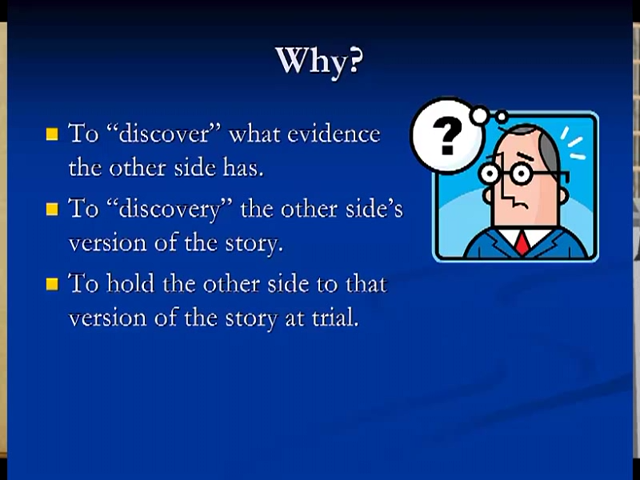 Why?
To “discover” what evidence
the other side has.
To “discovery” the other side’s
version of the story.
To hold the other side to that
version of the story at trial.
?